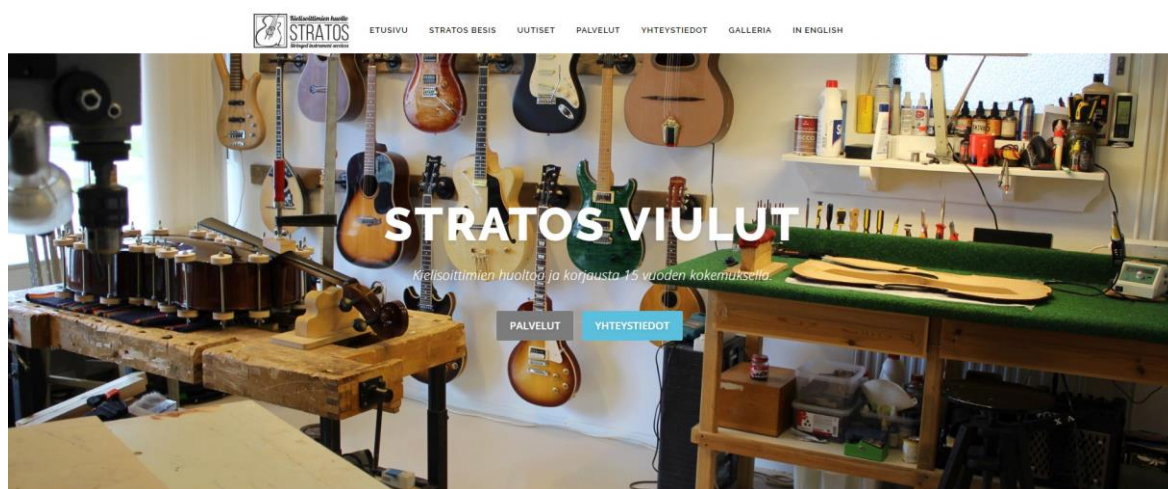 Kielisoittimien huolto
STRATOS
Stringed instrument services
ETUSIVU STRATOS BESIS UUTISET PALVELUT YHTEYSTIEDOT GALLERIA IN ENGLISH
STRATOS VIULUT
Kielisoittimien huoltoa ja korjausta 15 vuoden kokemuksella.
PALVELUT YHTEYSTIEDOT